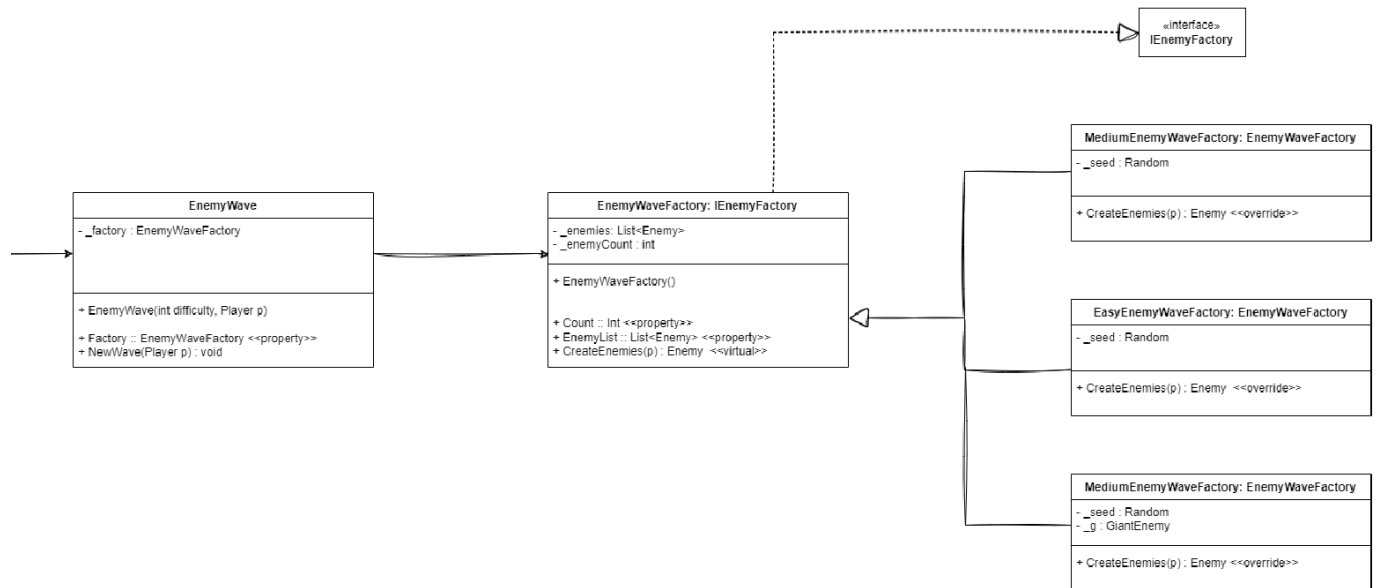 «interface»
IEnemyFactory
MediumEnemyWaveFactory: EnemyWaveFactory
- _seed : Random
+ CreateEnemies(p) : Enemy <<override>>
EnemyWave
- _factory : EnemyWaveFactory
+ EnemyWave(int difficulty, Player p)
+ Factory :: EnemyWaveFactory <<property>>
+ NewWave(Player p) : void
EnemyWaveFactory: IEnemyFactory
- _enemies: List<Enemy>
- _enemyCount : int
+ EnemyWaveFactory()
+ Count :: Int <<property>>
+ EnemyList :: List<Enemy> <<property>>
+ CreateEnemies(p) : Enemy <<virtual>>
EasyEnemyWaveFactory: EnemyWaveFactory
- _seed : Random
+ CreateEnemies(p) : Enemy <<override>>
MediumEnemyWaveFactory: EnemyWaveFactory
- _seed : Random
- _g : GiantEnemy
+ CreateEnemies(p) : Enemy <<override>>